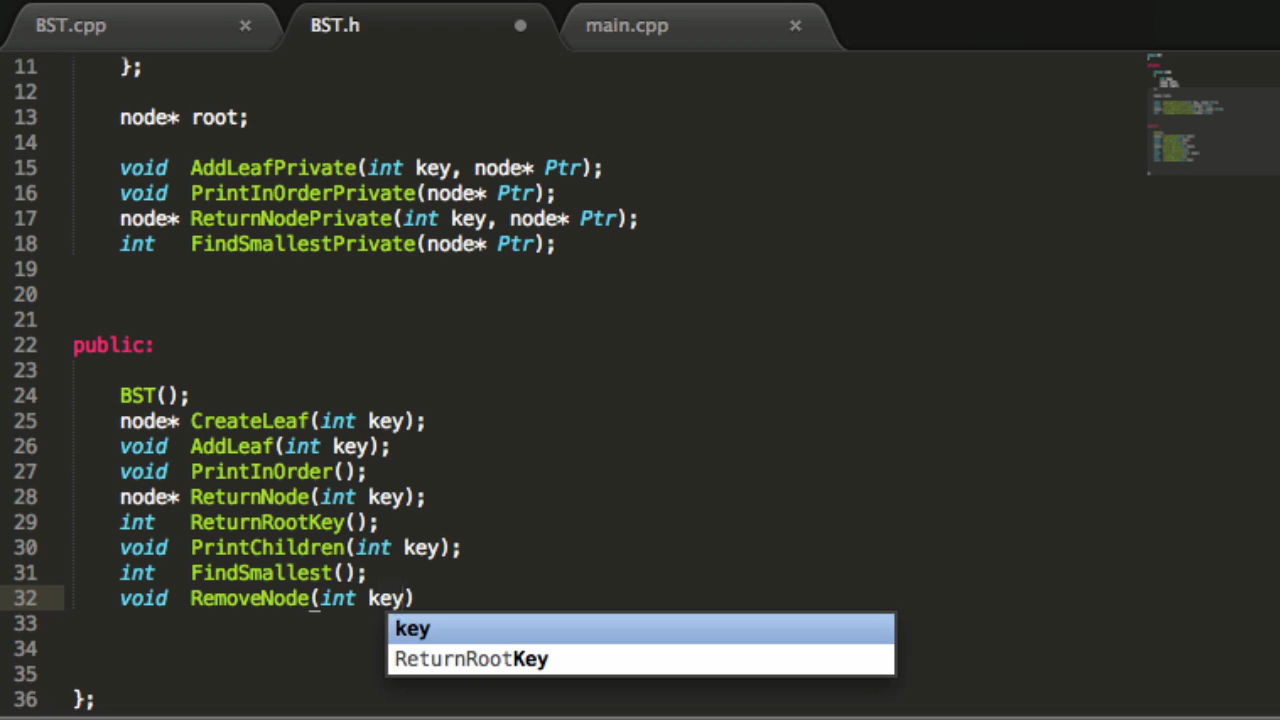 BST.cpp × BST.h main.cpp ×
11 };
12
13 node* root;
14
15 void AddLeafPrivate(int key, node* Ptr);
16 void PrintInOrderPrivate(node* Ptr);
17 node* ReturnNodePrivate(int key, node* Ptr);
18 int FindSmallestPrivate(node* Ptr);
19
20
21
22 public:
23
24 BST();
25 node* CreateLeaf(int key);
26 void AddLeaf(int key);
27 void PrintInOrder();
28 node* ReturnNode(int key);
29 int ReturnRootKey();
30 void PrintChildren(int key);
31 int FindSmallest();
32 void RemoveNode(int key)
33 key
34
35 ReturnRootKey
36 };